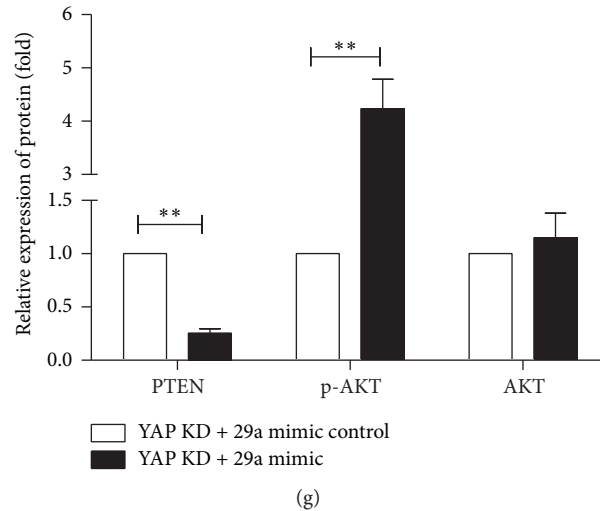 Relative expression of protein (fold)
6
5
4
3
1.5
1.0
0.5
0.0
**
**
PTEN
p-AKT
AKT
YAP KD + 29a mimic control
YAP KD + 29a mimic
(g)